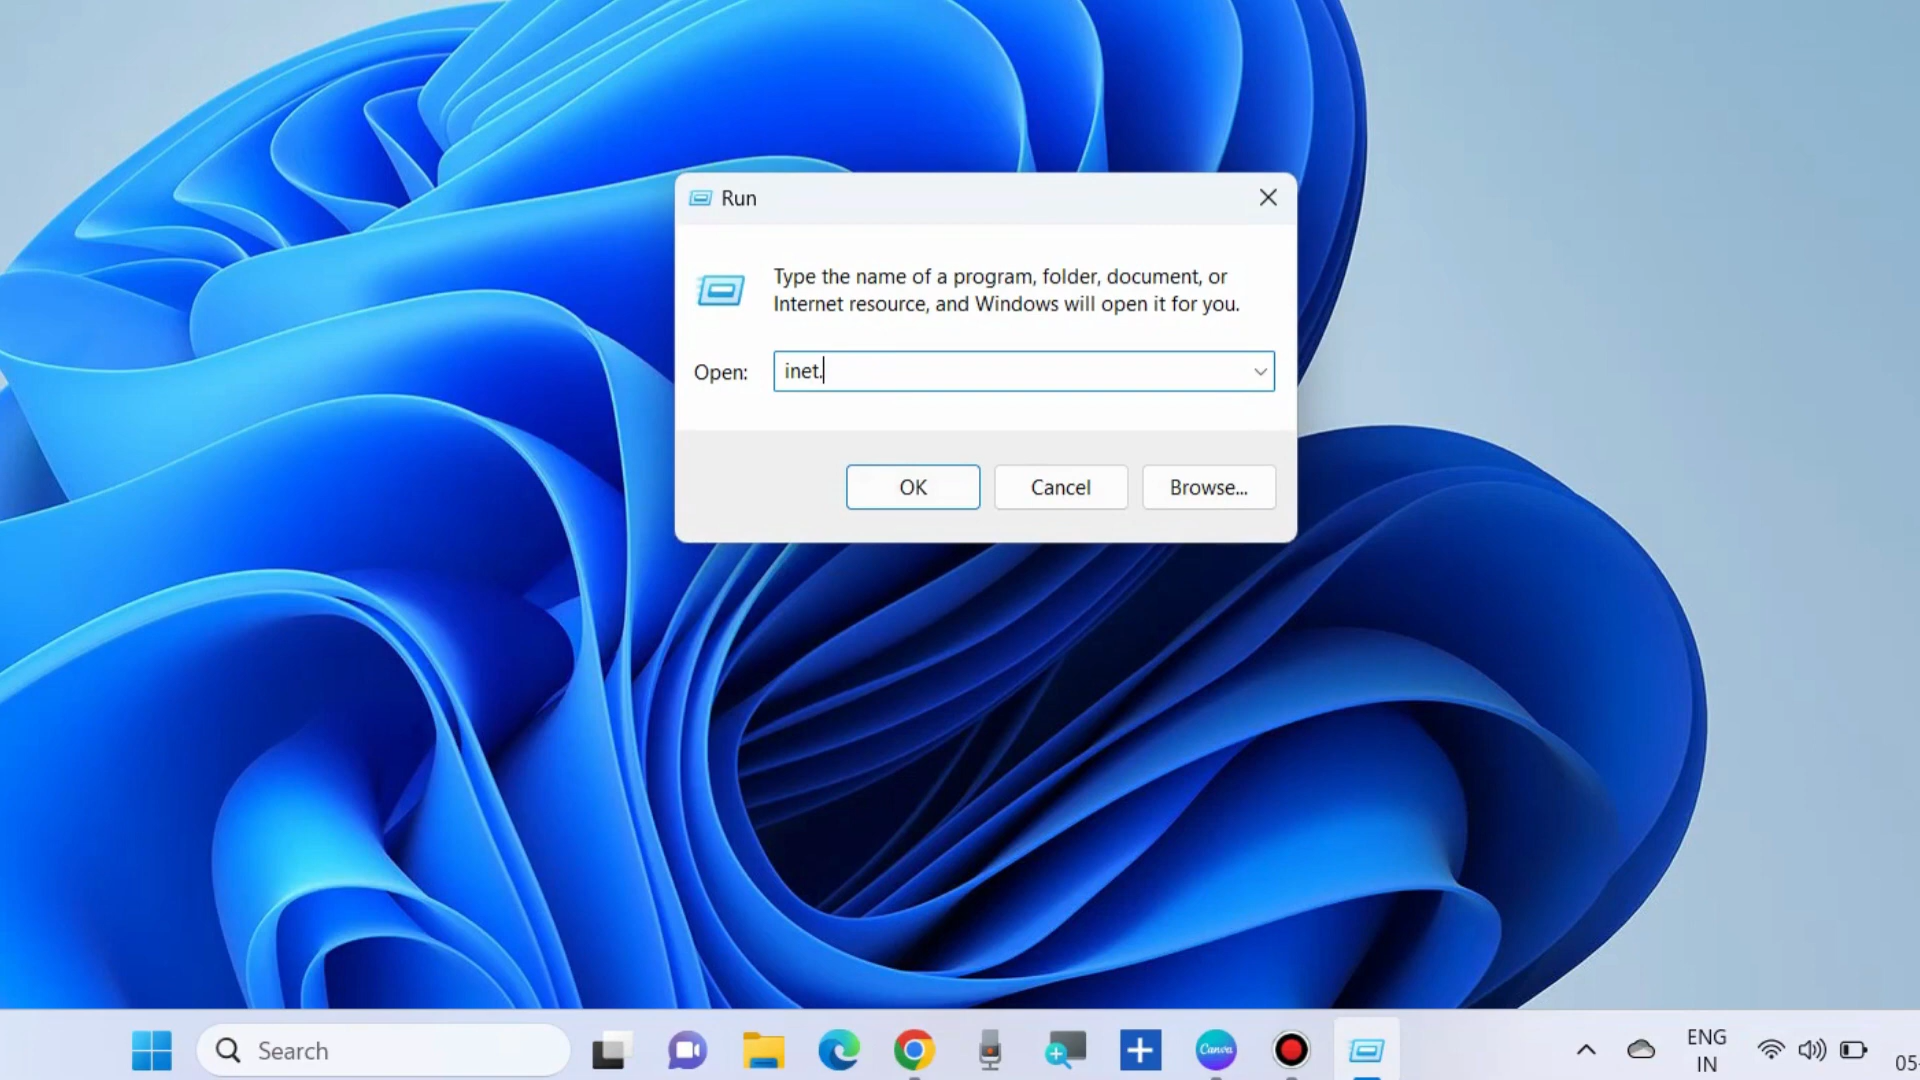 Run
Type the name of a program, folder, document, or
Internet resource, and Windows will open it for you.
Open: inet.
OK Cancel Browse...
Search
Canva
ENG
IN
05